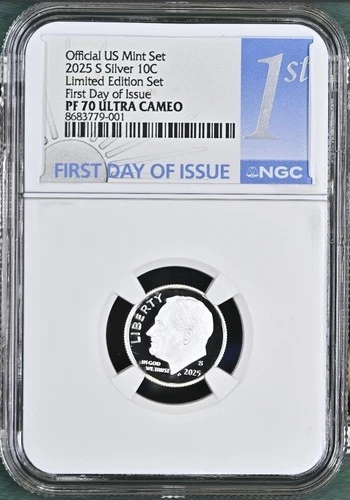 Official US Mint Set
2025 S Silver 10C
Limited Edition Set
First Day of Issue
PF 70 ULTRA CAMEO
8683779-001
1st
FIRST DAY OF ISSUE
NGC
LIBERTY
IN GOD
WE TRUST
S
2025